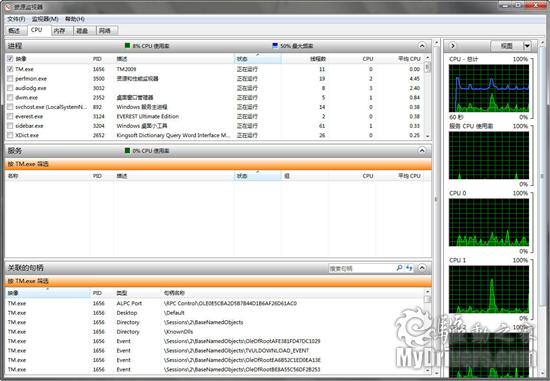 资源监视器
文件(F) 监视器(M) 帮助(H)
概述 CPU 内存 磁盘 网络
进程 8% CPU 使用率 50% 最大频率
映像 PID 描述 状态 线程数 CPU 平均 CPU
TM.exe 1656 TM2009 正在运行 11 0 0.00
perfmon.exe 3500 资源和性能监视器 正在运行 19 2 4.45
audiodg.exe 3032 正在运行 8 3 2.40
dwm.exe 2264 桌面窗口管理器 正在运行 5 1 0.84
svchost.exe (LocalSystemN... 892 Windows 服务主进程 正在运行 14 0 0.38
everest.exe 3124 EVEREST Ultimate Edition 正在运行 2 0 0.38
sidebar.exe 3204 Windows 桌面小工具 正在运行 61 1 0.33
XDict.exe 2672 Kingsoft Dictionary Query Word Interface M... 正在运行 26 0 0.25
服务 0% CPU 使用率
按 TM.exe 筛选
名称 PID 描述 状态 组 CPU 平均 CPU
关联的句柄 搜索句柄
按 TM.exe 筛选
映像 PID 类型 句柄名称
TM.exe 1656 ALPC Port \RPC Control\OLE0E5CBA2D5B7B44D1B6AF26D61AC0
TM.exe 1656 Desktop \Default
TM.exe 1656 Directory \Sessions\2\BaseNamedObjects
TM.exe 1656 Directory \KnownDlls
TM.exe 1656 Event \Sessions\2\BaseNamedObjects\OleDfRootAFE381FD47DC1029
TM.exe 1656 Event \Sessions\2\BaseNamedObjects\TVULDOWNLOAD_EVENT
TM.exe 1656 Event \Sessions\2\BaseNamedObjects\OleDfRootEA652C1ED0EA13E
TM.exe 1656 Event \Sessions\2\BaseNamedObjects\OleDfRootBE8A55C56DF2B253
视图
CPU - 总计 100%
60 秒 0%
服务 CPU 使用率 100%
0%
CPU 0 100%
0%
CPU 1 100%
0%
驱动之家
MyDrivers.com